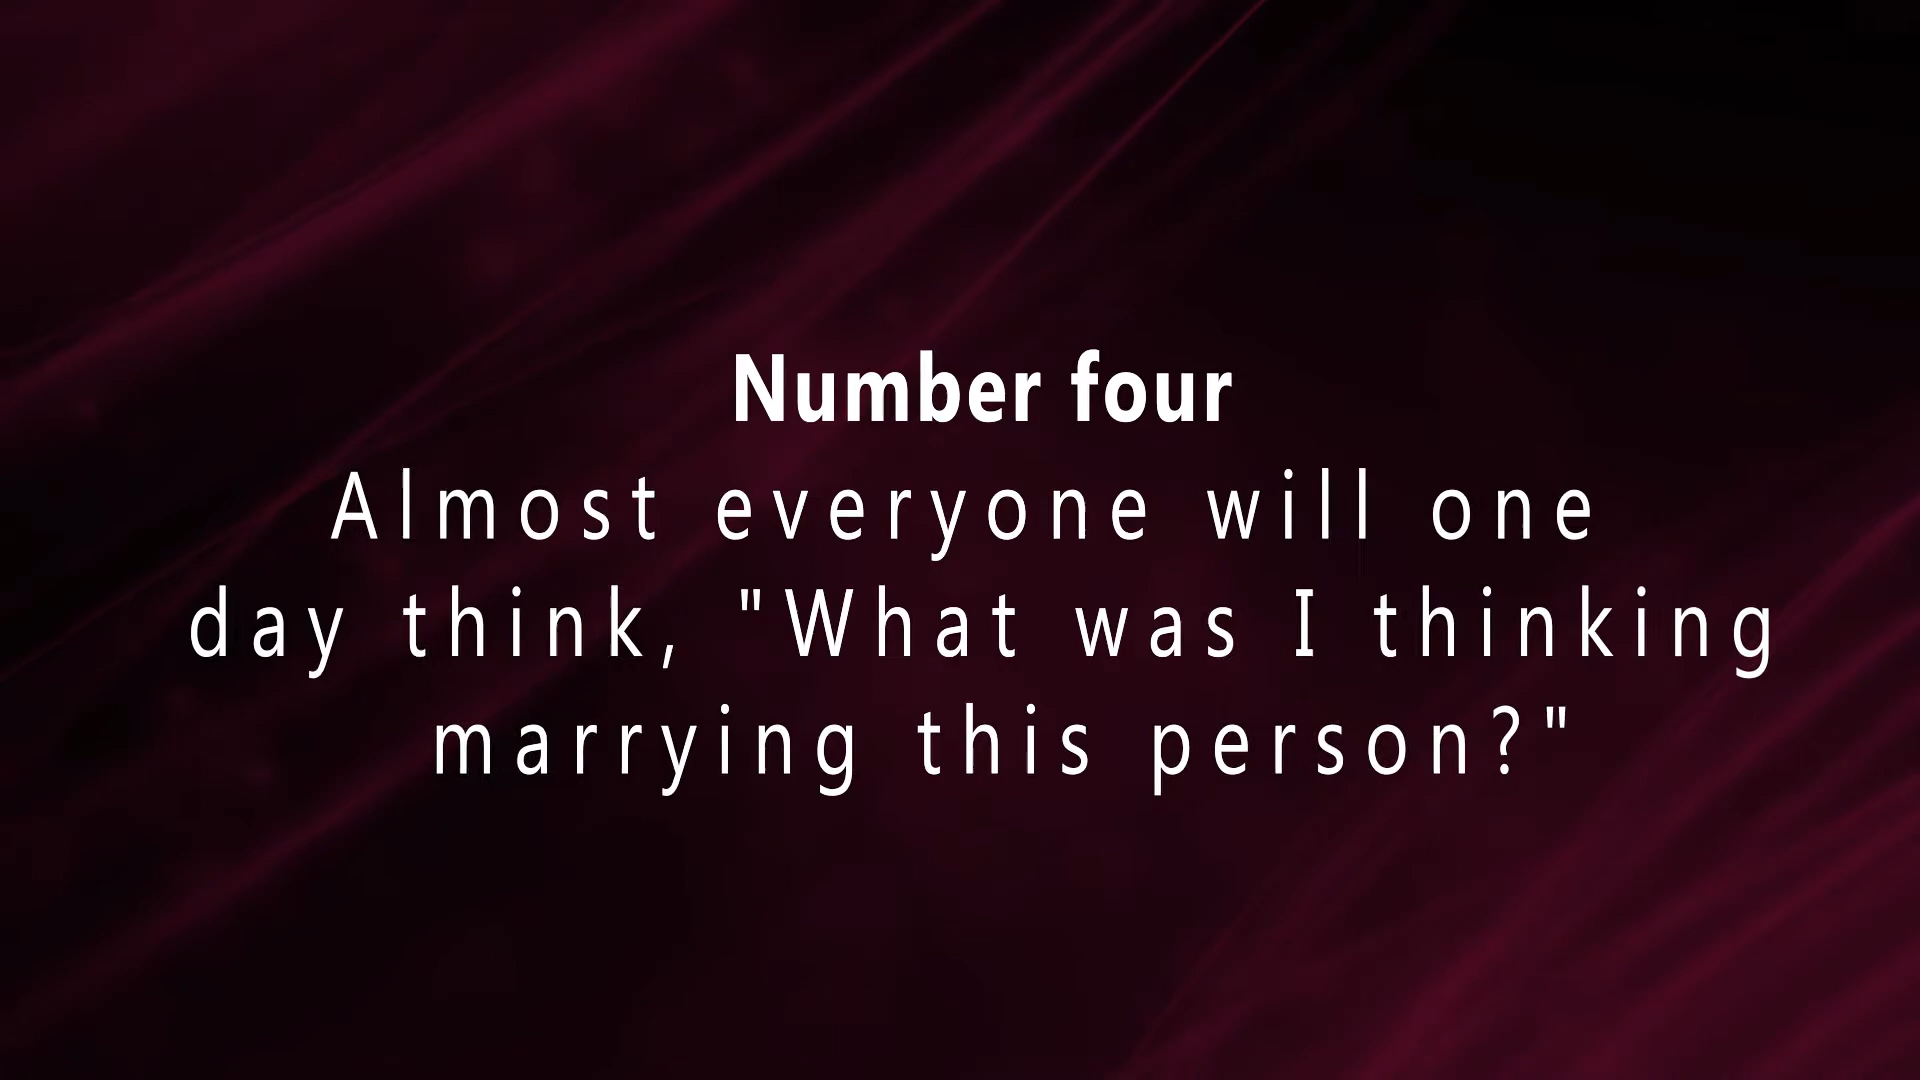 Number four
Almost everyone will one
day think, "What was I thinking
marrying this person?"